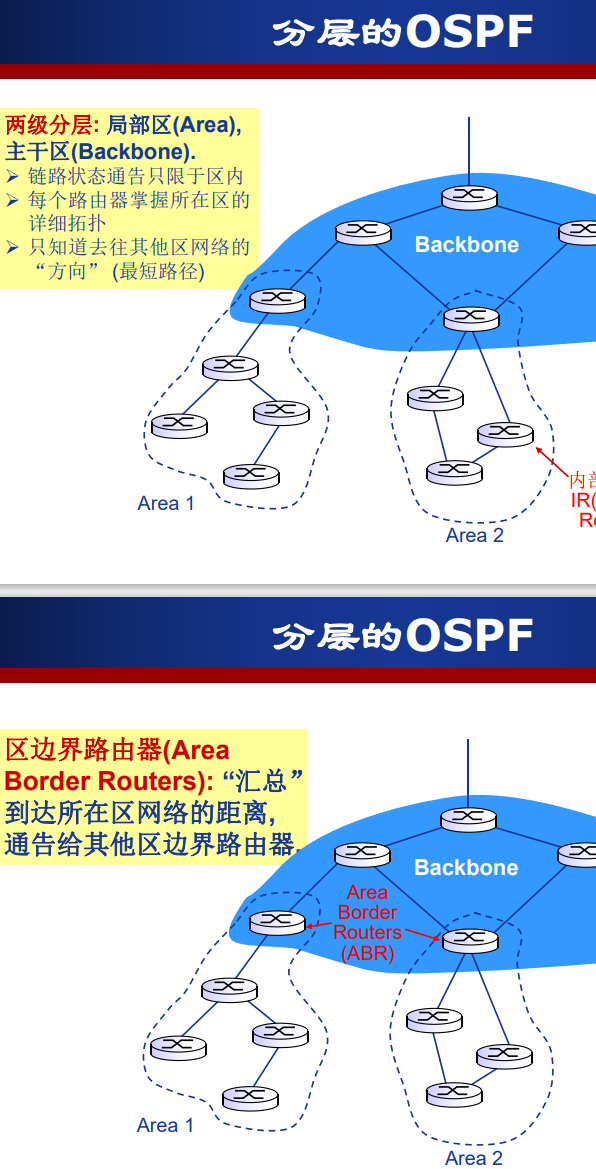 分层的OSPF
两级分层: 局部区(Area),
主干区(Backbone).
➢ 链路状态通告只限于区内
➢ 每个路由器掌握所在区的
详细拓扑
➢ 只知道去往其他区网络的
“方向” (最短路径)
Backbone
Area 1
Area 2
内部
IR(
Ro
分层的OSPF
区边界路由器(Area
Border Routers): “汇总”
到达所在区网络的距离,
通告给其他区边界路由器.
Backbone
Area
Border
Routers
(ABR)
Area 1
Area 2